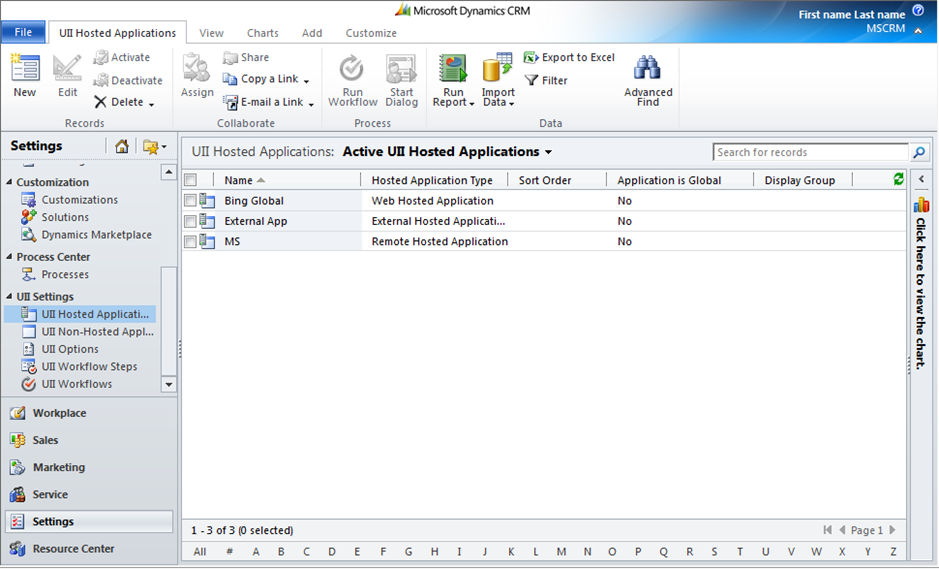 Microsoft Dynamics CRM
First name Last name
MSCRM
File
UII Hosted Applications
View
Charts
Add
Customize
New
Edit
Activate
Deactivate
Delete
Records
Assign
Share
Copy a Link
E-mail a Link
Collaborate
Run
Workflow
Start
Dialog
Process
Run
Report
Import
Data
Export to Excel
Filter
Advanced
Find
Data
Settings
Customization
Customizations
Solutions
Dynamics Marketplace
Process Center
Processes
UII Settings
UII Hosted Applicati...
UII Non-Hosted Appl...
UII Options
UII Workflow Steps
UII Workflows
Workplace
Sales
Marketing
Service
Settings
Resource Center
UII Hosted Applications: Active UII Hosted Applications
Search for records
Name Hosted Application Type Sort Order Application is Global Display Group
Bing Global Web Hosted Application No
External App External Hosted Applicati... No
MS Remote Hosted Application No
Click here to view the chart.
1 - 3 of 3 (0 selected)
Page 1
All # A B C D E F G H I J K L M N O P Q R S T U V W X Y Z